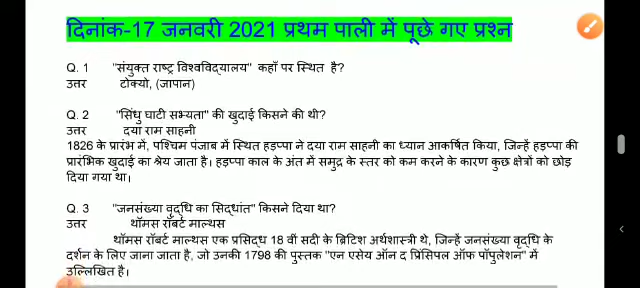 दिनांक-17 जनवरी 2021 प्रथम पाली में पूछे गए प्रश्न
Q. 1 "संयुक्त राष्ट्र विश्वविद्यालय" कहाँ पर स्थित है?
उत्तर टोक्यो, (जापान)
Q. 2 "सिंधु घाटी सभ्यता" की खुदाई किसने की थी?
उत्तर दया राम साहनी
1826 के प्रारंभ में, पश्चिम पंजाब में स्थित हड़प्पा ने दया राम साहनी का ध्यान आकर्षित किया, जिन्हें हड़प्पा की
प्रारंभिक खुदाई का श्रेय जाता है। हड़प्पा काल के अंत में समुद्र के स्तर को कम करने के कारण कुछ क्षेत्रों को छोड़
दिया गया था।
Q. 3 "जनसंख्या वृद्धि का सिद्धांत" किसने दिया था?
उत्तर थॉमस रॉबर्ट माल्थस
थॉमस रॉबर्ट माल्थस एक प्रसिद्ध 18 वीं सदी के ब्रिटिश अर्थशास्त्री थे, जिन्हें जनसंख्या वृद्धि के
दर्शन के लिए जाना जाता है, जो उनकी 1798 की पुस्तक "एन एसेय ऑन द प्रिंसिपल ऑफ पॉपुलेशन" में
उल्लिखित है।